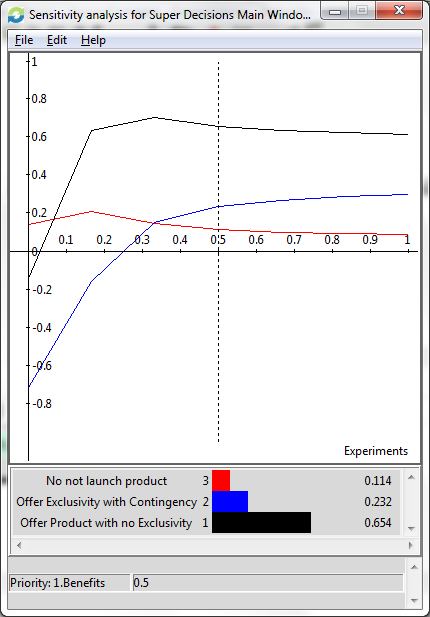 Sensitivity analysis for Super Decisions Main Windo...
File Edit Help
1
0.8
0.6
0.4
0.2
0
0.1 0.2 0.3 0.4 0.5 0.6 0.7 0.8 0.9 1
-0.2
-0.4
-0.6
-0.8
Experiments
No not launch product 3 0.114
Offer Exclusivity with Contingency 2 0.232
Offer Product with no Exclusivity 1 0.654
Priority: 1.Benefits 0.5